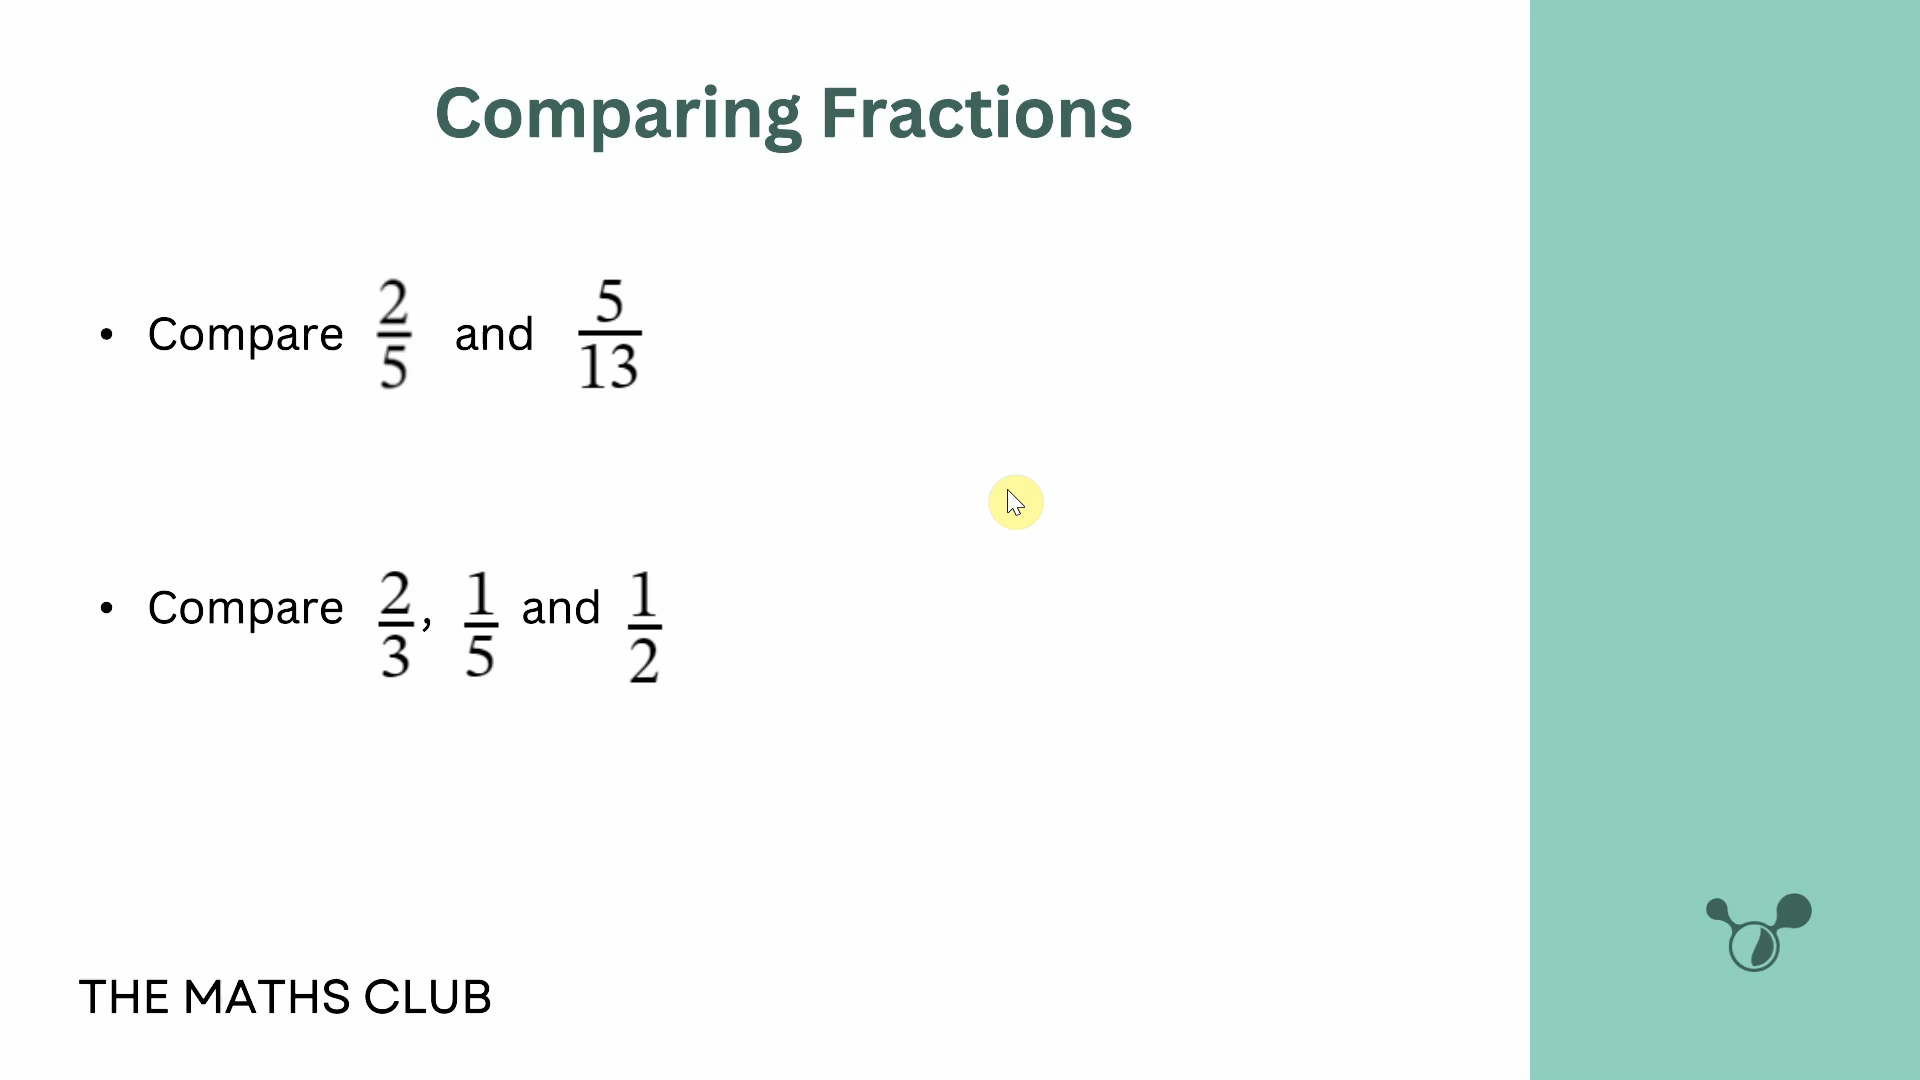 Comparing Fractions
• Compare 2/5 and 5/13
• Compare 2/3, 1/5 and 1/2
THE MATHS CLUB